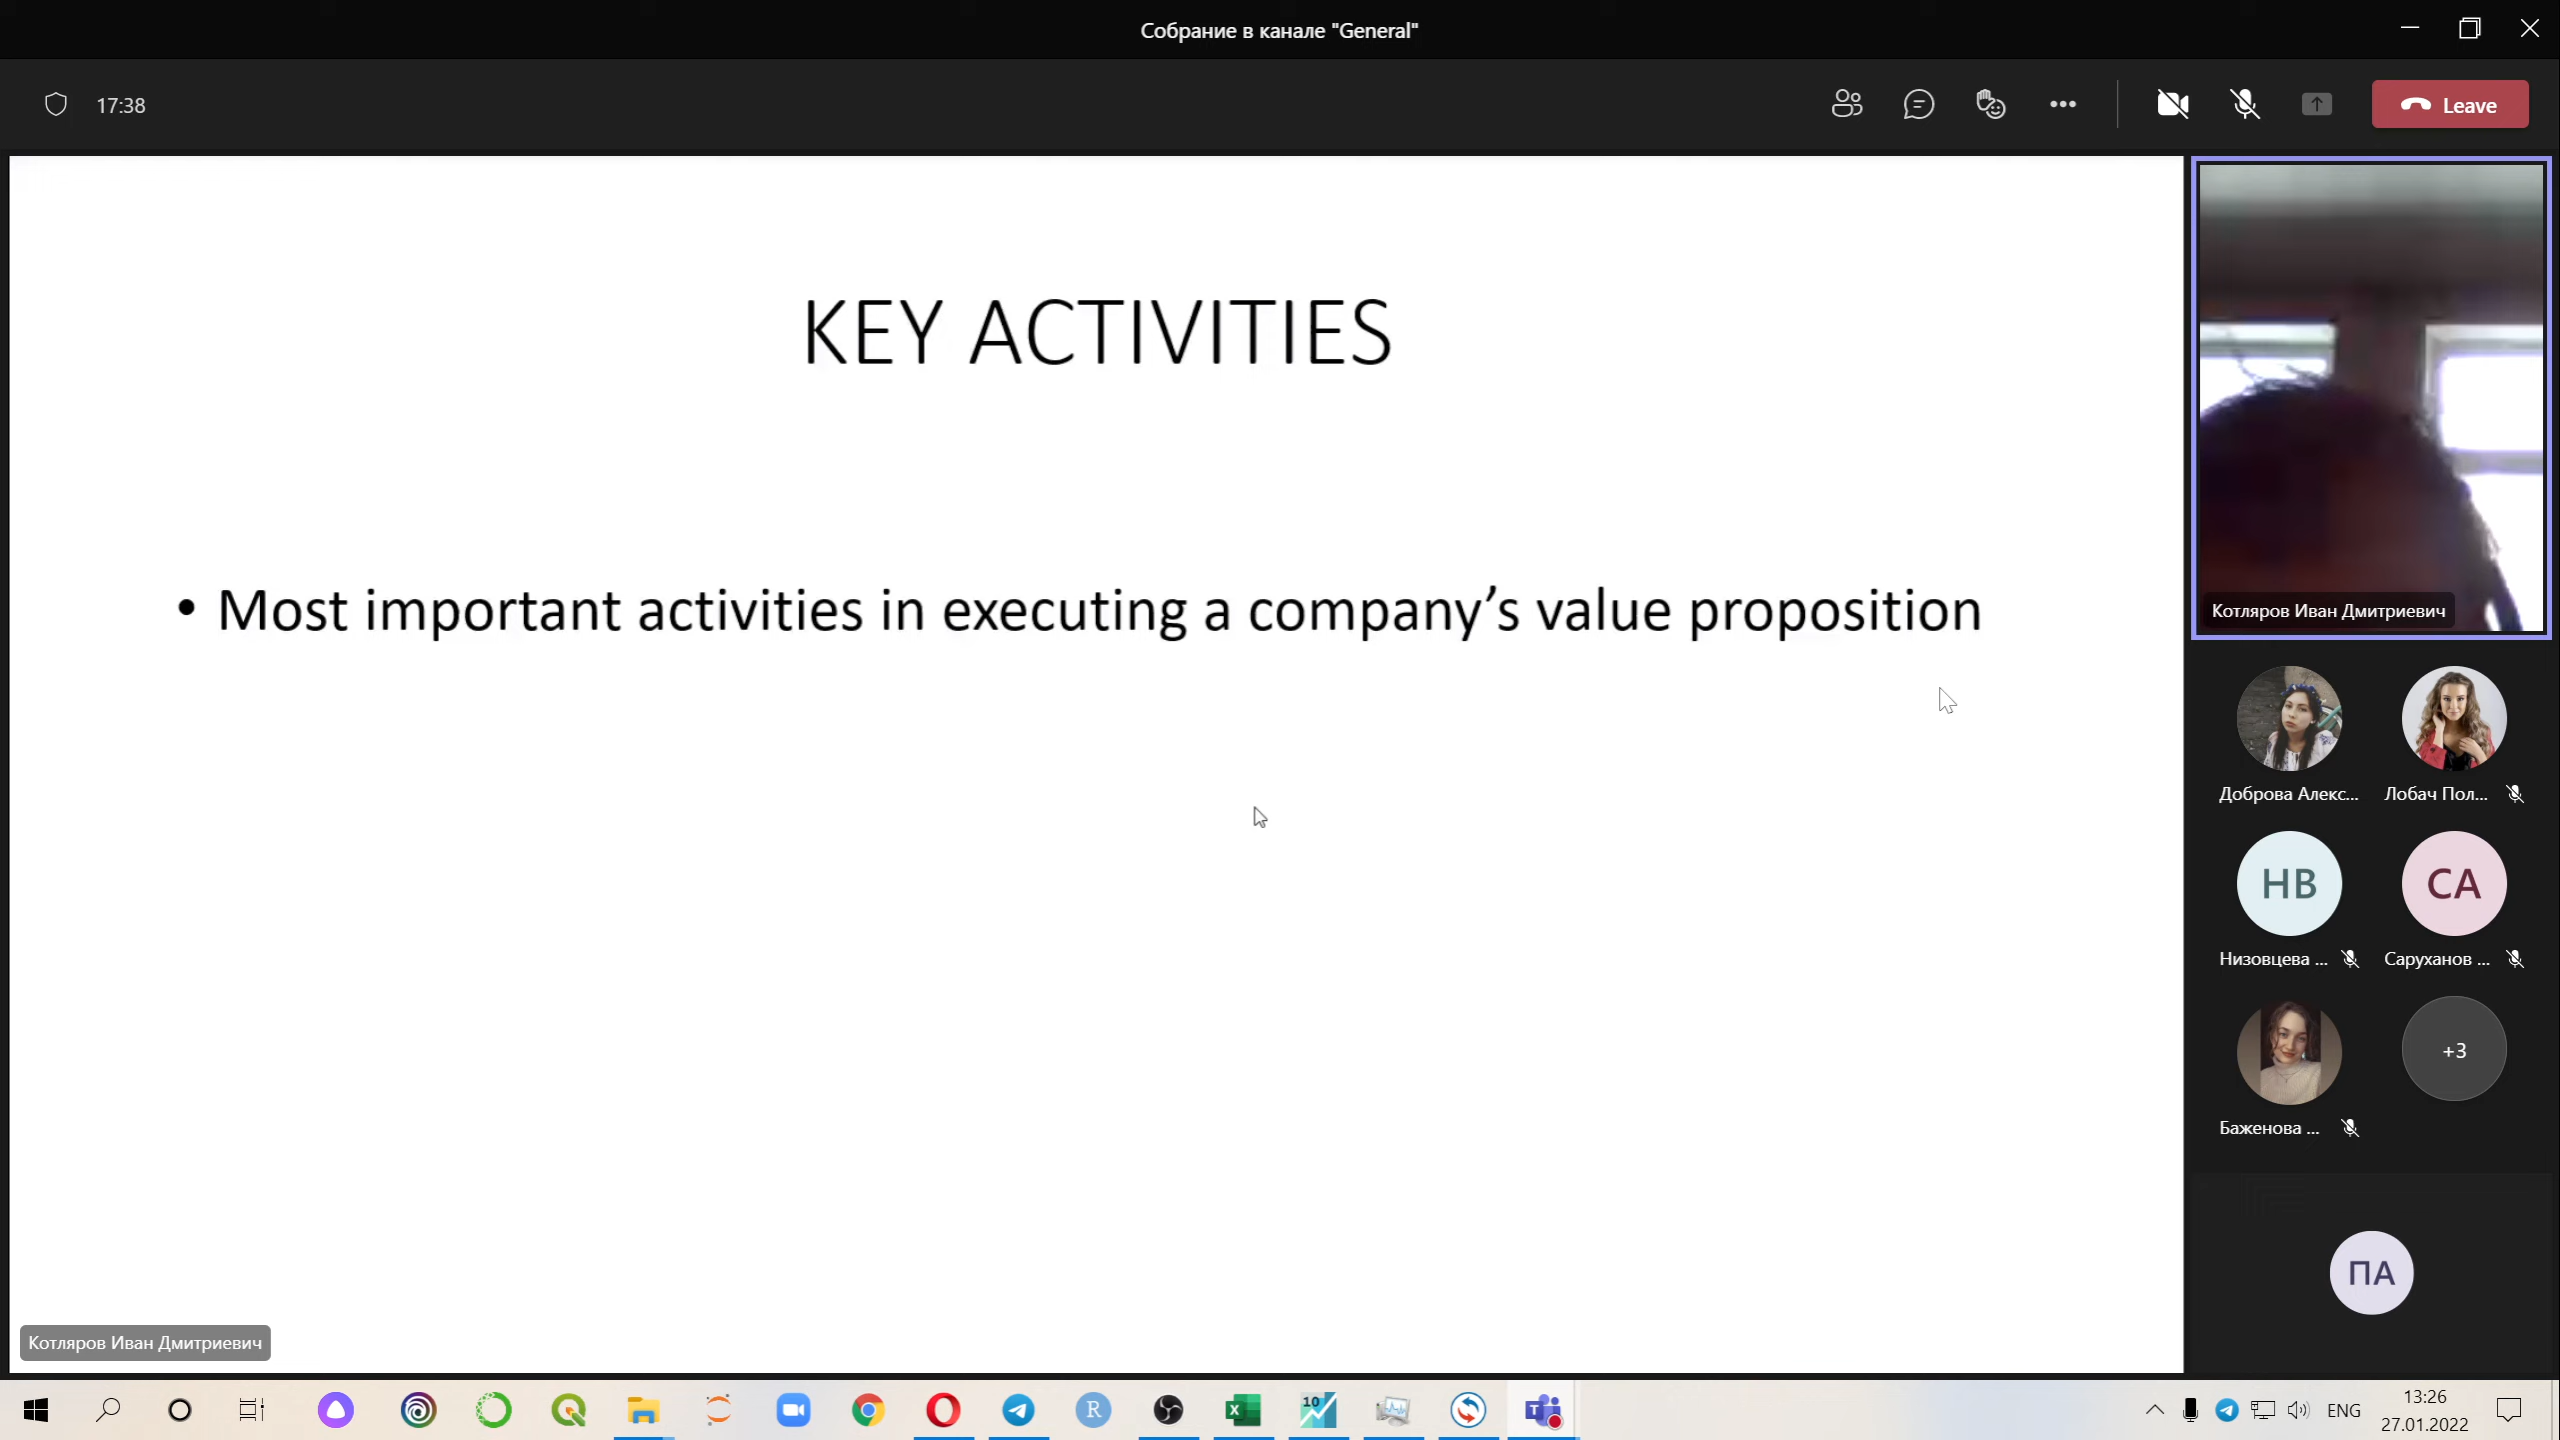 Собрание в канале "General"
17:38
Leave
KEY ACTIVITIES
• Most important activities in executing a company’s value proposition
Котляров Иван Дмитриевич
Доброва Алекс...
Лобач Пол...
НВ
СА
Низовцева ...
Саруханов ...
+3
Баженова ...
ПА
Котляров Иван Дмитриевич
R
X
10
T
ENG
13:26
27.01.2022